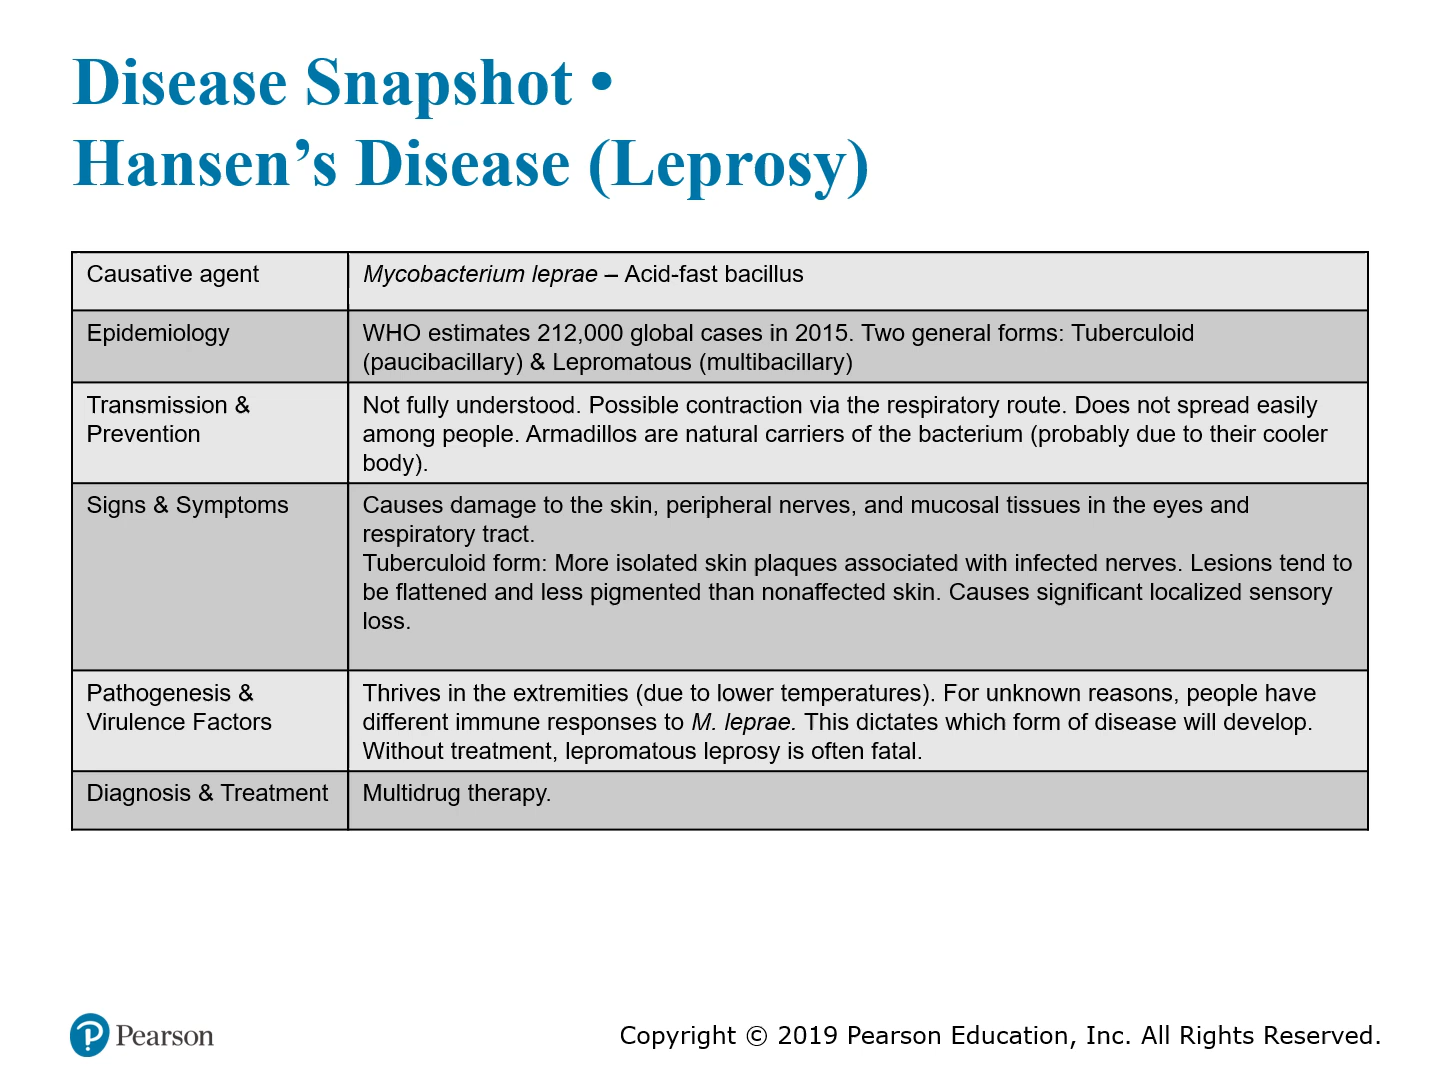 Disease Snapshot •
Hansen’s Disease (Leprosy)
Causative agent
Mycobacterium leprae – Acid-fast bacillus
Epidemiology
WHO estimates 212,000 global cases in 2015. Two general forms: Tuberculoid
(paucibacillary) & Lepromatous (multibacillary)
Transmission &
Prevention
Not fully understood. Possible contraction via the respiratory route. Does not spread easily
among people. Armadillos are natural carriers of the bacterium (probably due to their cooler
body).
Signs & Symptoms
Causes damage to the skin, peripheral nerves, and mucosal tissues in the eyes and
respiratory tract.
Tuberculoid form: More isolated skin plaques associated with infected nerves. Lesions tend to
be flattened and less pigmented than nonaffected skin. Causes significant localized sensory
loss.
Pathogenesis &
Virulence Factors
Thrives in the extremities (due to lower temperatures). For unknown reasons, people have
different immune responses to M. leprae. This dictates which form of disease will develop.
Without treatment, lepromatous leprosy is often fatal.
Diagnosis & Treatment
Multidrug therapy.
Pearson
Copyright © 2019 Pearson Education, Inc. All Rights Reserved.